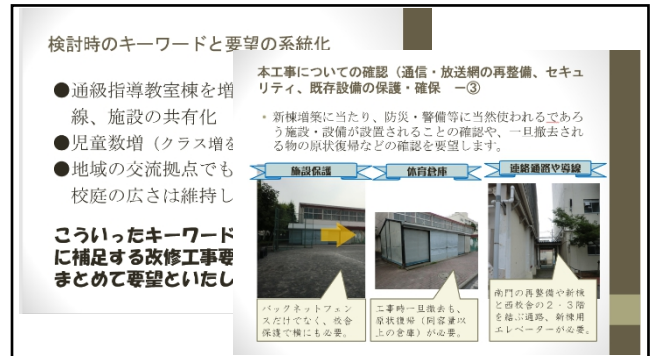 検討時のキーワードと要望の系統化
●通級指導教室棟を増
線、施設の共有化
●児童数増（クラス増を
●地域の交流拠点でも
校庭の広さは維持し
こういったキーワード
に補足する改修工事要
まとめて要望といたし
本工事についての確認（通信・放送網の再整備、セキュ
リティ、既存設備の保護・確保　ー③
・新棟増築に当たり、防災・警備等に当然使われるであろ
う施設・設備が設置されることの確認や、一旦撤去され
る物の原状復帰などの確認を要望します。
施設保護
体育倉庫
連絡通路や導線
バックネットフェン
スだけでなく、校舎
保護で横にも必要。
工事時一旦撤去も、
原状復帰（同容量以
上の倉庫）が必要。
南門の再整備や新棟
と西校舎の２・３階
を結ぶ通路、新棟用
エレベーターが必要。